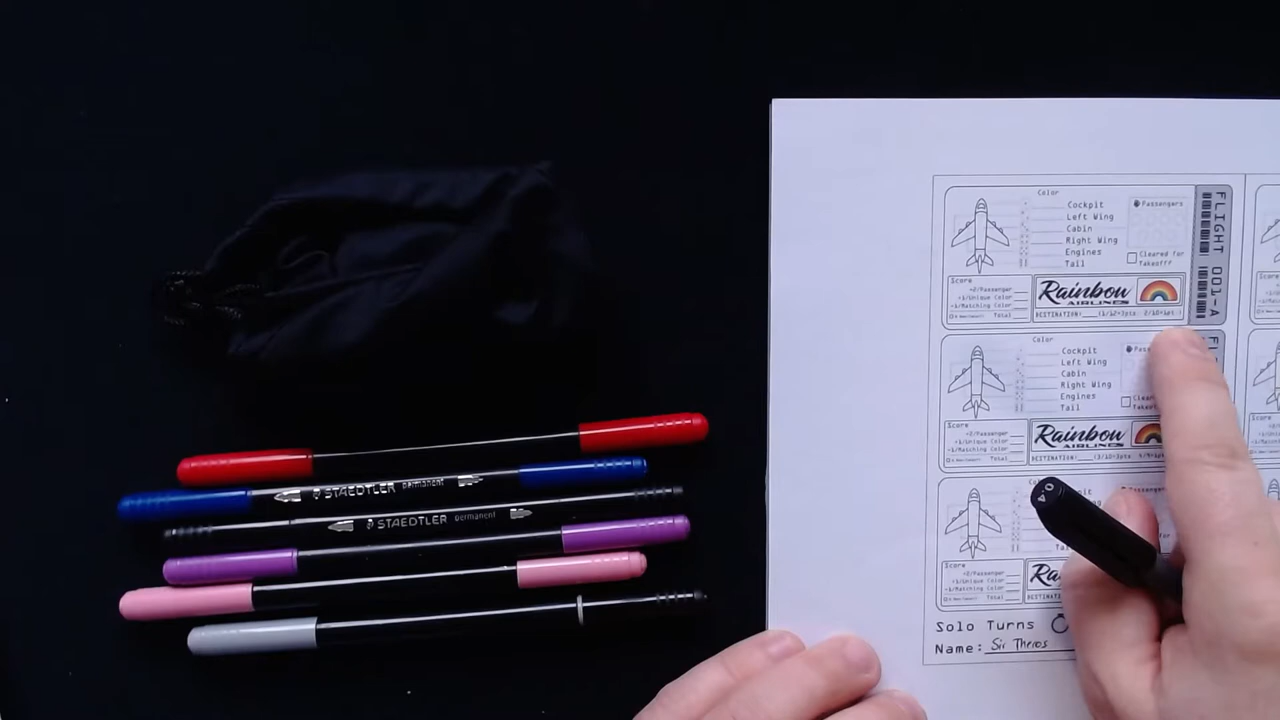 Color
Cockpit
Left Wing
Cabin
Right Wing
Engines
Tail
Passengers
Cleared for
Takeoff?
FLIGHT 001-A
Score
+2/Passenger
+1/Unique Color
-1/Matching Color
Total
Rainbow
AIRLINES
DESTINATION:
Color
Cockpit
Left Wing
Cabin
Right Wing
Engines
Tail
Score
+2/Passenger
+1/Unique Color
-1/Matching Color
Total
Rainbow
AIRLINES
DESTINATION:
Score
+2/Passenger
+1/Unique Color
-1/Matching Color
Total
Solo Turns
Name: Sir Theros
STAEDTLER permanent
STAEDTLER permanent
0.4